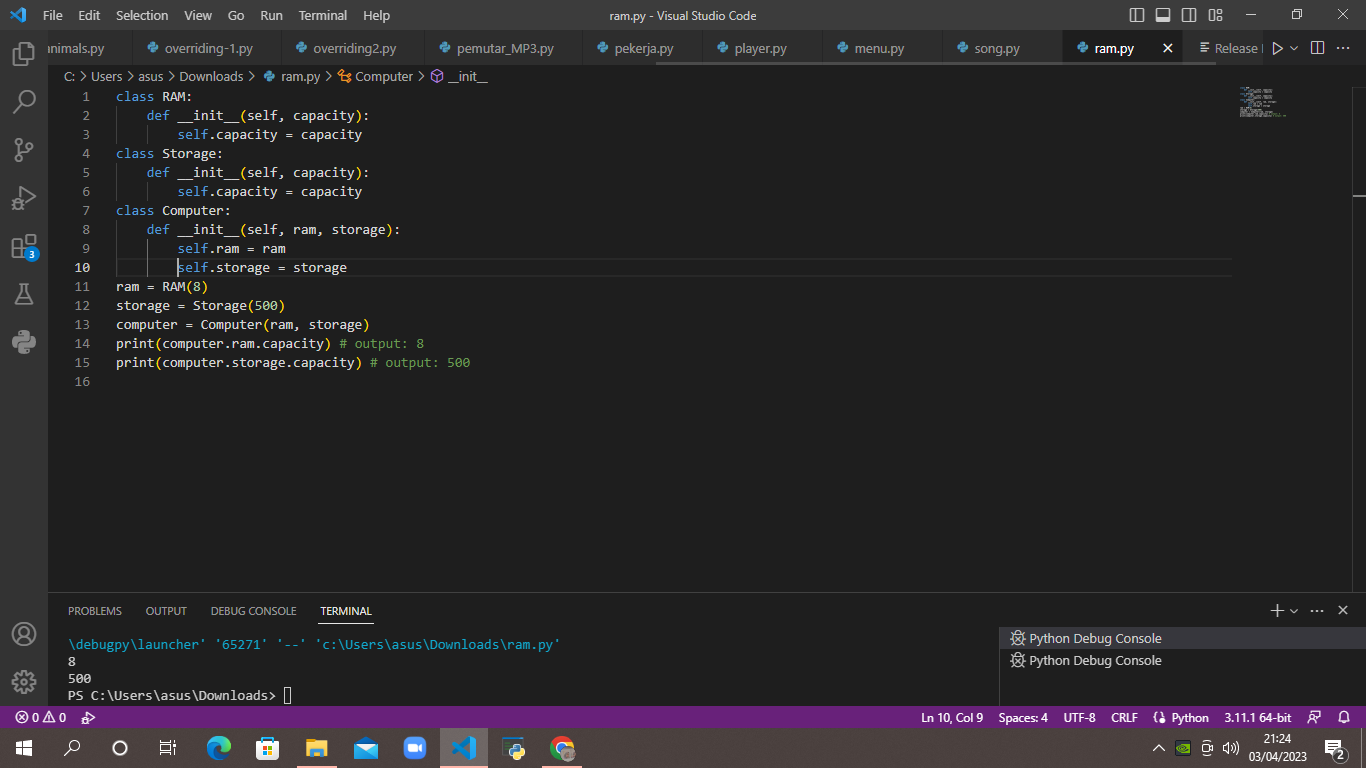 File Edit Selection View Go Run Terminal Help
ram.py - Visual Studio Code
nimals.py overriding-1.py overriding2.py pemutar_MP3.py pekerja.py player.py menu.py song.py ram.py Release
C: > Users > asus > Downloads > ram.py > Computer > __init__
1 class RAM:
2     def __init__(self, capacity):
3         self.capacity = capacity
4 class Storage:
5     def __init__(self, capacity):
6         self.capacity = capacity
7 class Computer:
8     def __init__(self, ram, storage):
9         self.ram = ram
10         self.storage = storage
11 ram = RAM(8)
12 storage = Storage(500)
13 computer = Computer(ram, storage)
14 print(computer.ram.capacity) # output: 8
15 print(computer.storage.capacity) # output: 500
16
3
PROBLEMS OUTPUT DEBUG CONSOLE TERMINAL
\debugpy\launcher' '65271' '--' 'c:\Users\asus\Downloads\ram.py'
8
500
PS C:\Users\asus\Downloads>
Python Debug Console
Python Debug Console
0 0 Ln 10, Col 9 Spaces: 4 UTF-8 CRLF Python 3.11.1 64-bit
21:24
03/04/2023
2